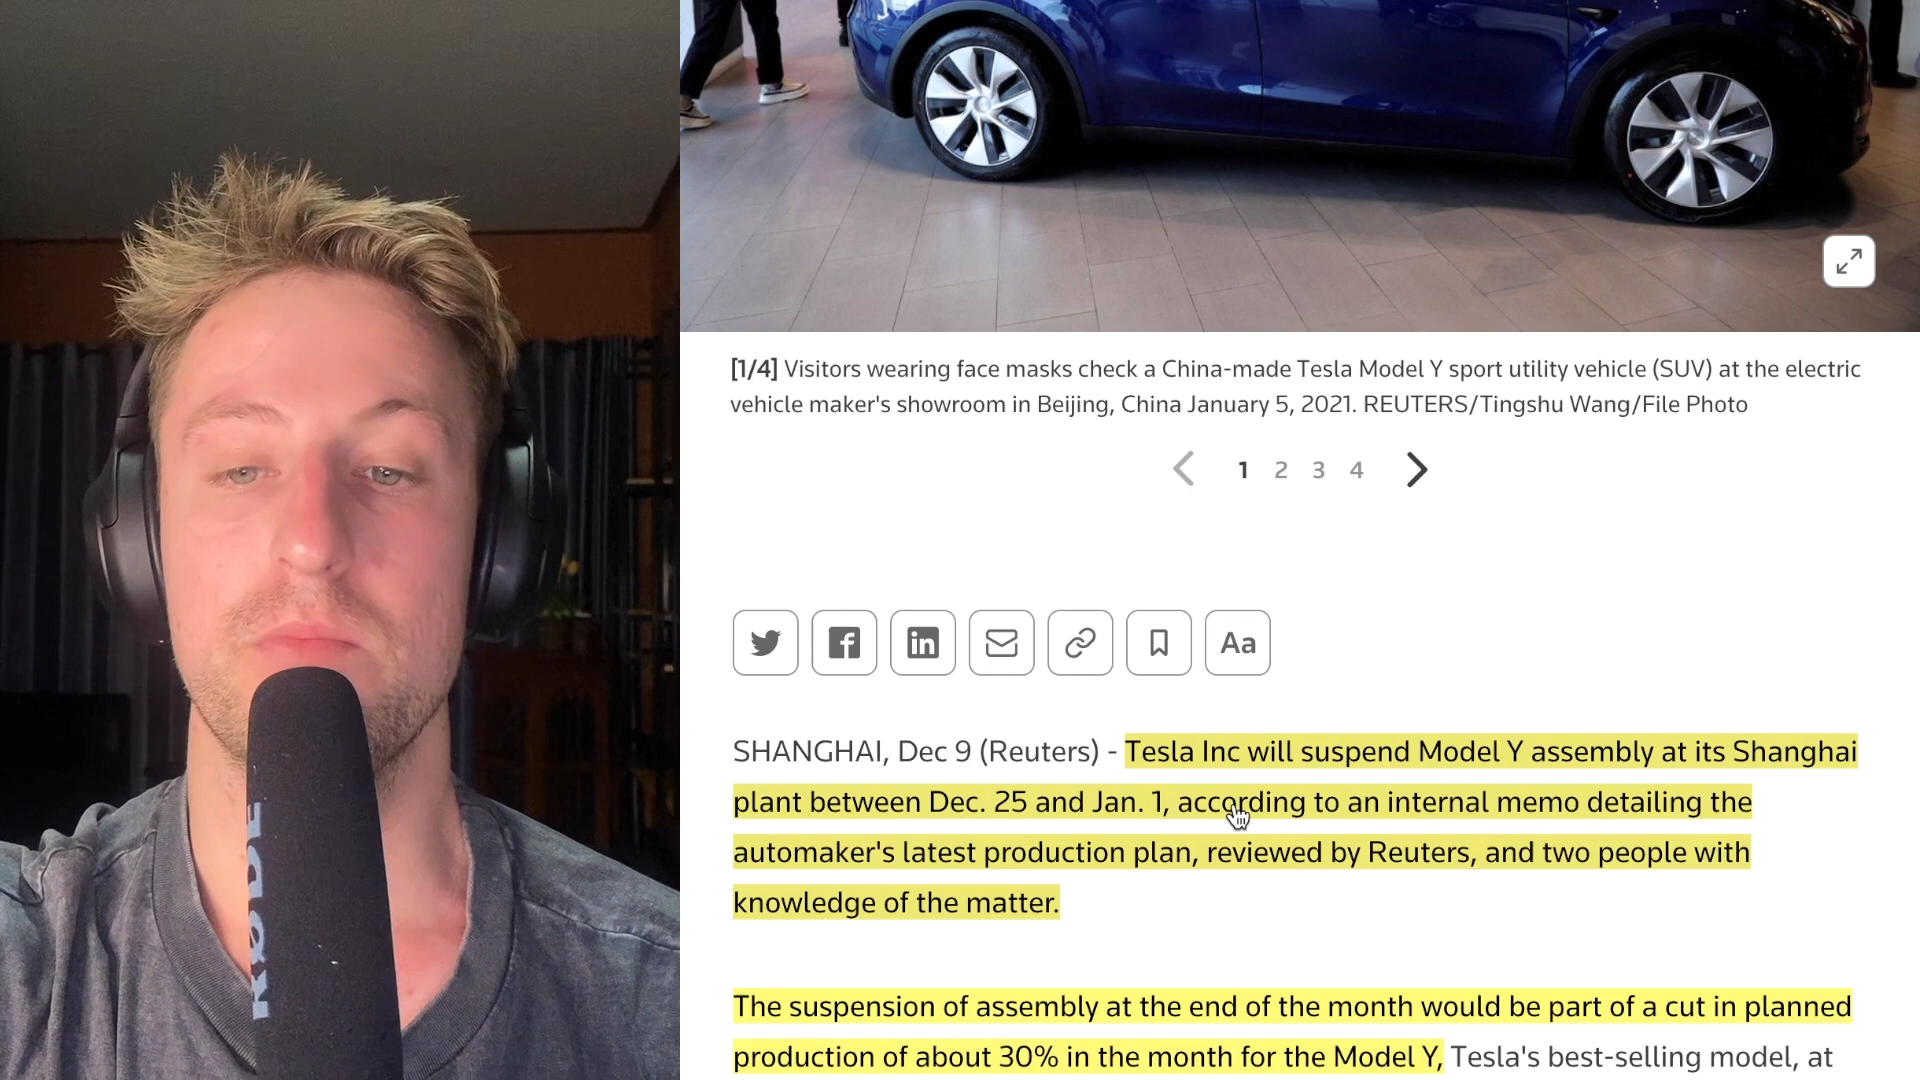 [1/4] Visitors wearing face masks check a China-made Tesla Model Y sport utility vehicle (SUV) at the electric
vehicle maker's showroom in Beijing, China January 5, 2021. REUTERS/Tingshu Wang/File Photo
1 2 3 4
Aa
SHANGHAI, Dec 9 (Reuters) - Tesla Inc will suspend Model Y assembly at its Shanghai
plant between Dec. 25 and Jan. 1, according to an internal memo detailing the
automaker's latest production plan, reviewed by Reuters, and two people with
knowledge of the matter.
The suspension of assembly at the end of the month would be part of a cut in planned
production of about 30% in the month for the Model Y, Tesla's best-selling model, at
RØDE